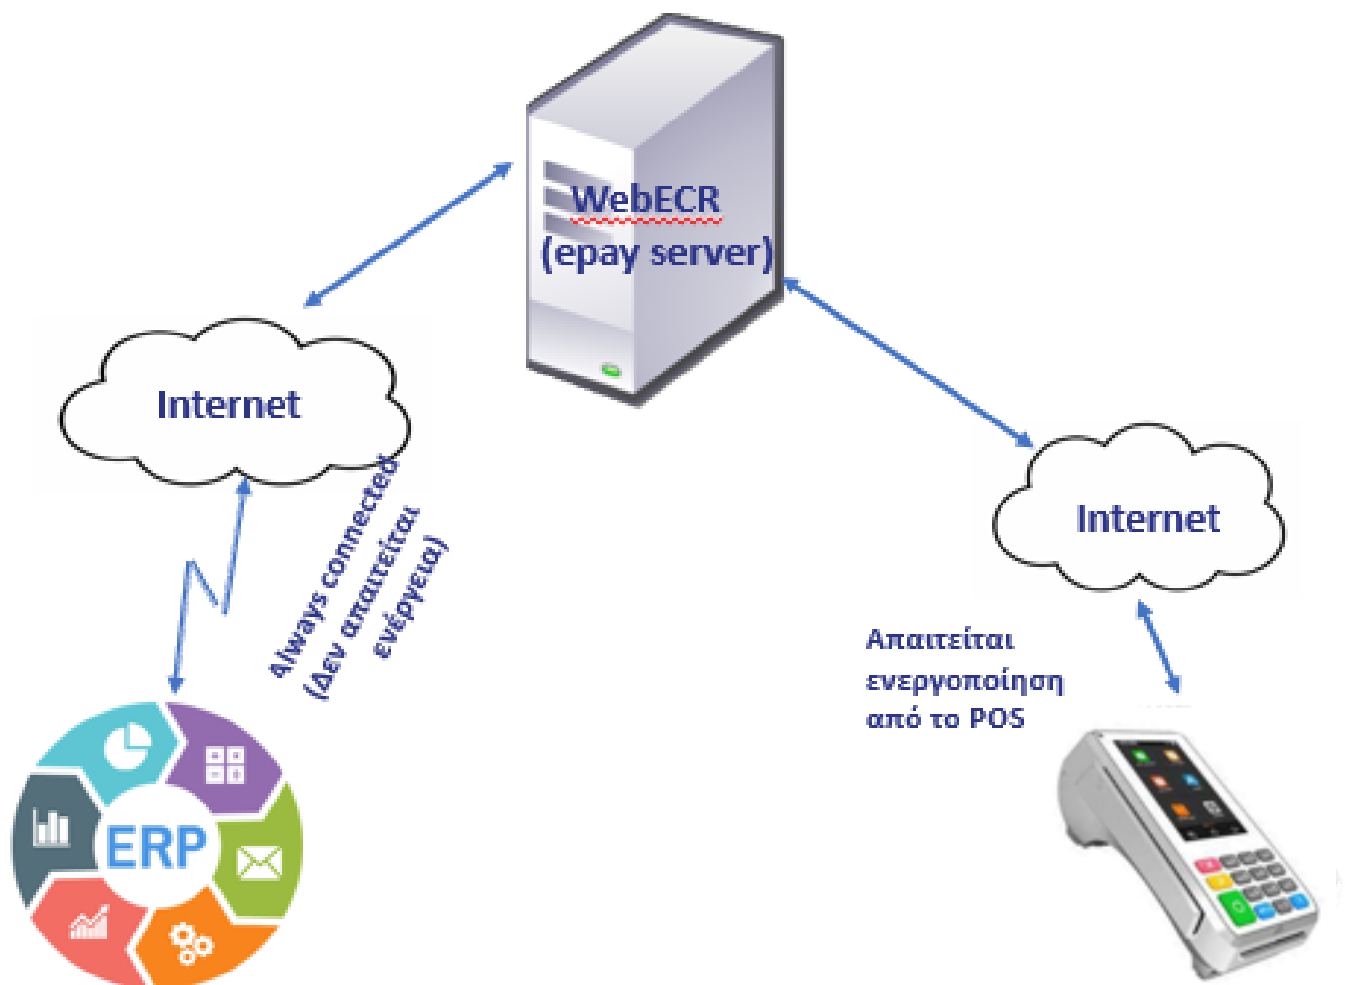 WebECR
(epay server)
Internet
Always connected
(Δεν απαιτείται
ενέργεια)
Internet
Απαιτείται
ενεργοποίηση
από το POS
ERP